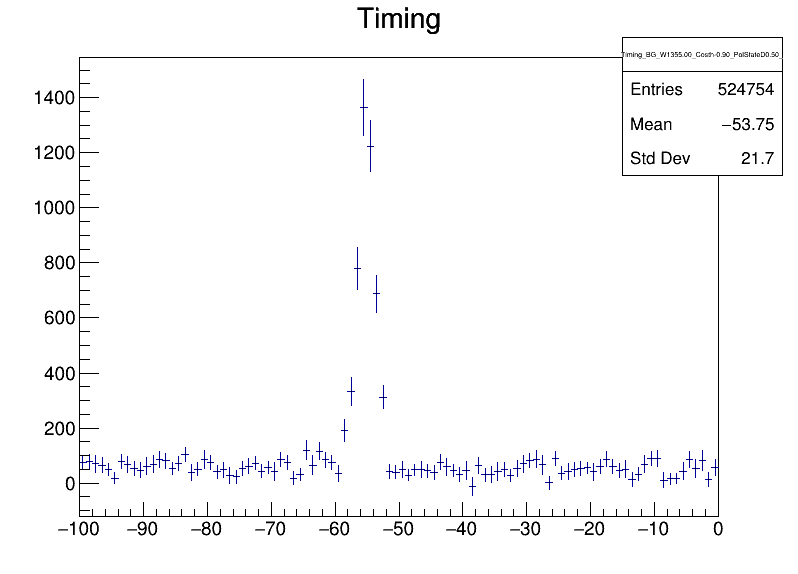 Timing
Timing_BG_W1355.00_Costh-0.90_PolStateD0.50_
Entries 524754
Mean −53.75
Std Dev 21.7
1400
1200
1000
800
600
400
200
0
−100 −90 −80 −70 −60 −50 −40 −30 −20 −10 0